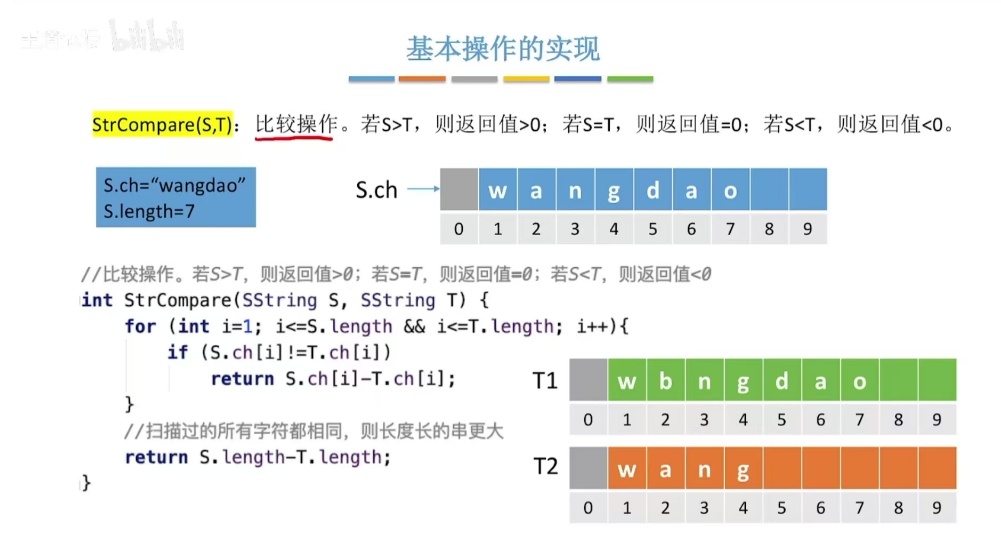 bilibili
基本操作的实现
StrCompare(S,T)：比较操作。若S>T，则返回值>0；若S=T，则返回值=0；若S<T，则返回值<0。
S.ch=“wangdao”
S.length=7
S.ch
w a n g d a o
0 1 2 3 4 5 6 7 8 9
//比较操作。若S>T，则返回值>0；若S=T，则返回值=0；若S<T，则返回值<0
int StrCompare(SString S, SString T) {
for (int i=1; i<=S.length && i<=T.length; i++){
if (S.ch[i]!=T.ch[i])
return S.ch[i]-T.ch[i];
}
//扫描过的所有字符都相同，则长度长的串更大
return S.length-T.length;
}
T1 w b n g d a o
0 1 2 3 4 5 6 7 8 9
T2 w a n g
0 1 2 3 4 5 6 7 8 9